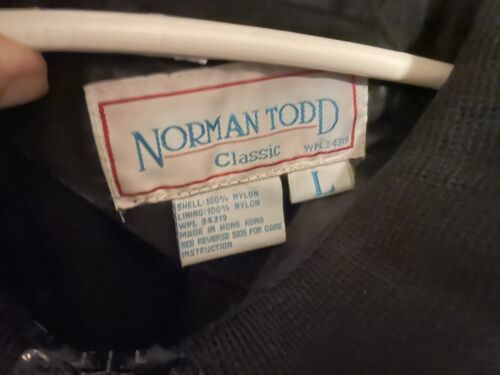 NORMAN TODD
Classic
WPL 34319
L
SHELL: 100% NYLON
LINING: 100% NYLON
WPL 34319
MADE IN HONG KONG
SEE REVERSE SIDE FOR CARE
INSTRUCTION